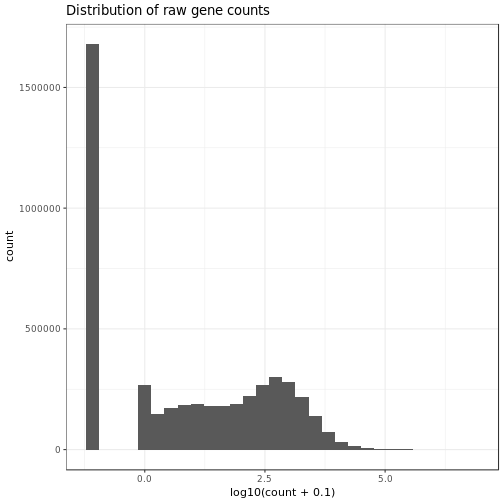 Distribution of raw gene counts
1500000
1000000
500000
0
count
0.0 2.5 5.0
log10(count + 0.1)